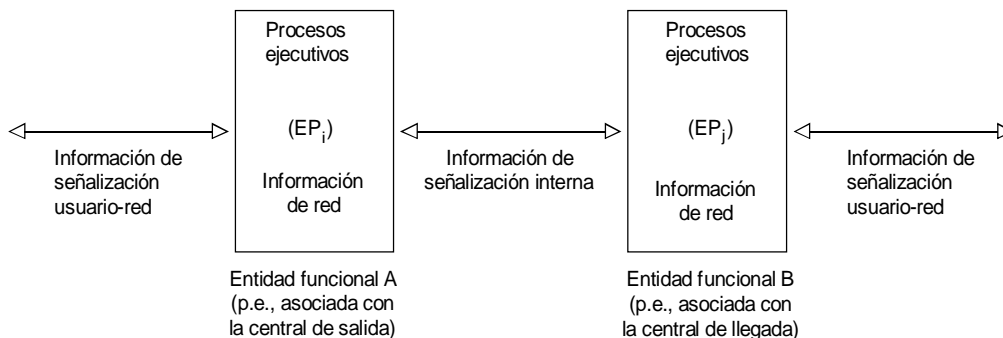 Procesos
ejecutivos
(EPi)
Información
de red
Procesos
ejecutivos
(EPj)
Información
de red
Información de
señalización
usuario-red
Información de
señalización interna
Información de
señalización
usuario-red
Entidad funcional A
(p.e., asociada con
la central de salida)
Entidad funcional B
(p.e., asociada con
la central de llegada)